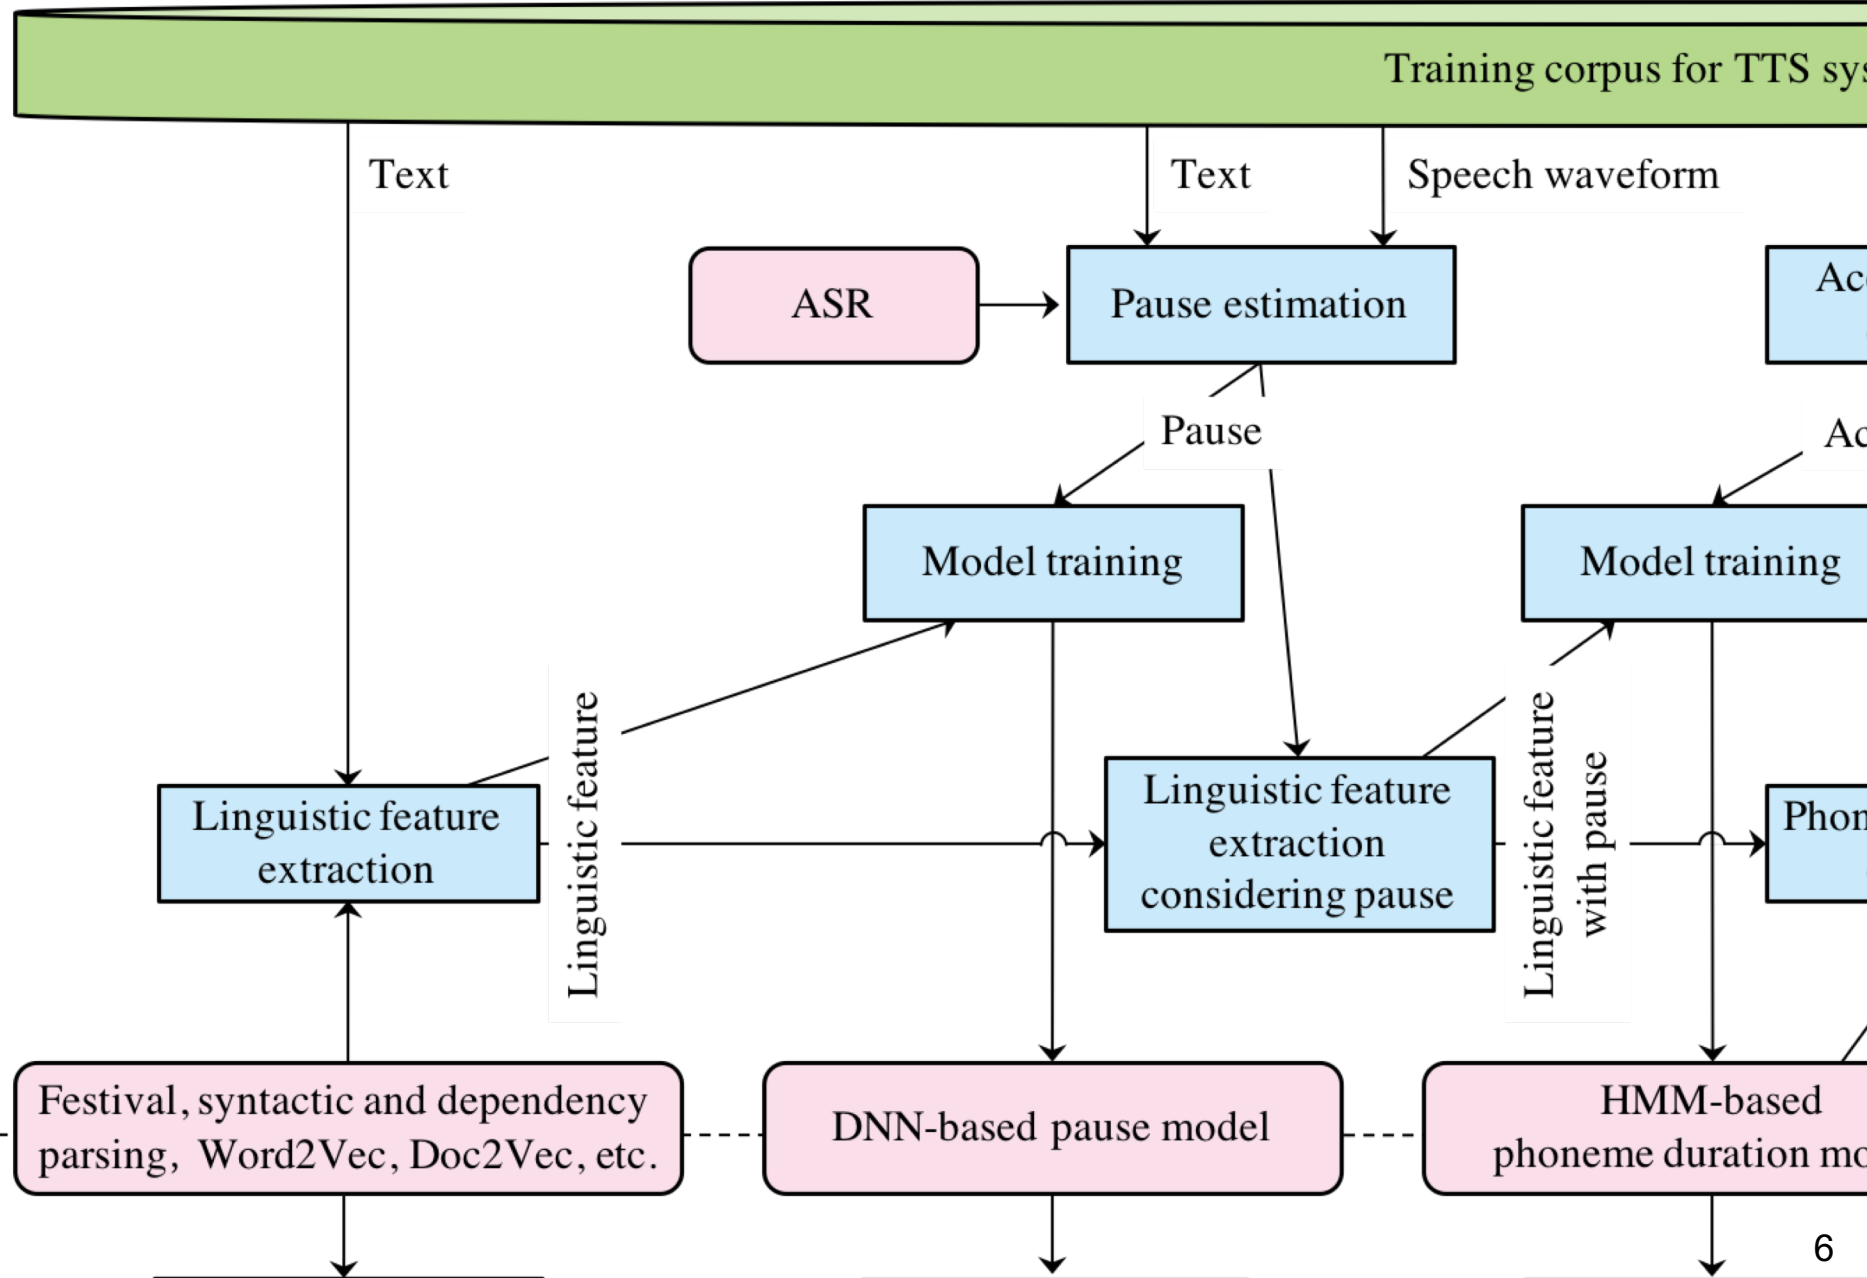 Training corpus for TTS
Text
Text
Speech waveform
ASR
Pause estimation
Pause
Model training
Model training
Linguistic feature
Linguistic feature
extraction
Linguistic feature
extraction
considering pause
Linguistic feature
with pause
Festival, syntactic and dependency
parsing, Word2Vec, Doc2Vec, etc.
DNN-based pause model
HMM-based
phoneme duration
6